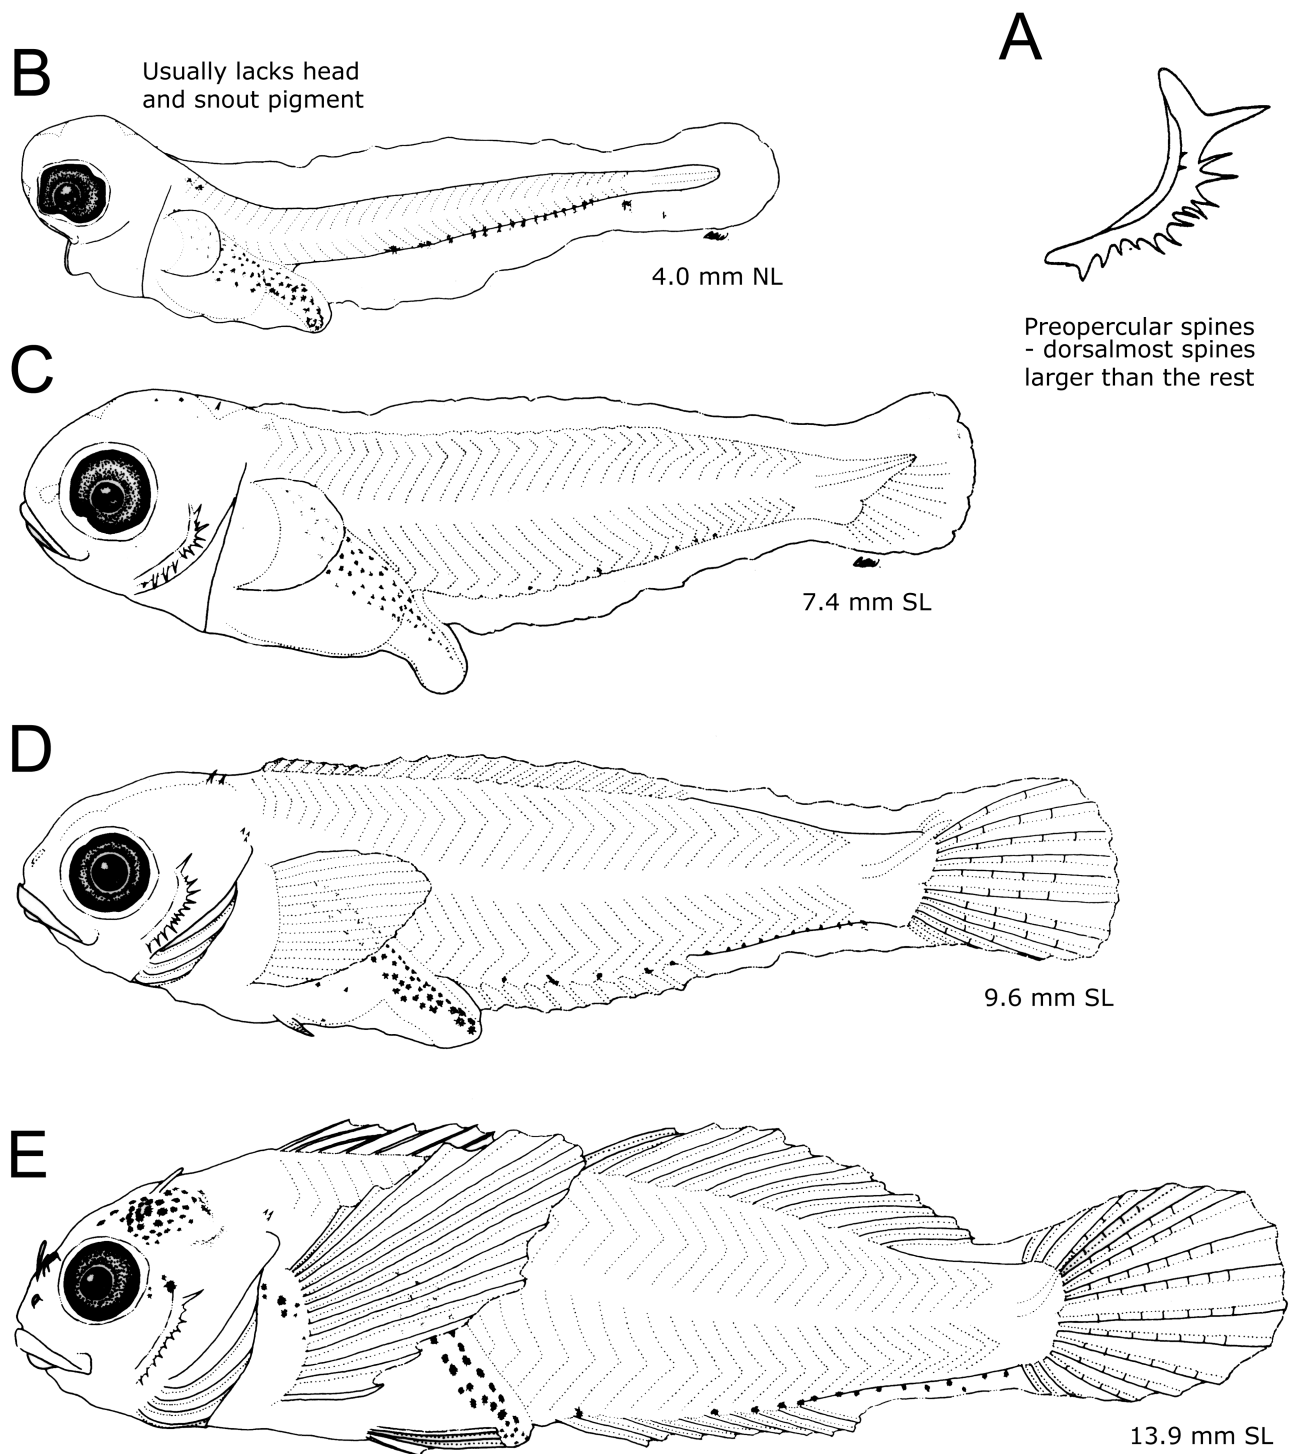 A
B
Usually lacks head
and snout pigment
4.0 mm NL
Preopercular spines
- dorsalmost spines
larger than the rest
C
7.4 mm SL
D
9.6 mm SL
E
13.9 mm SL